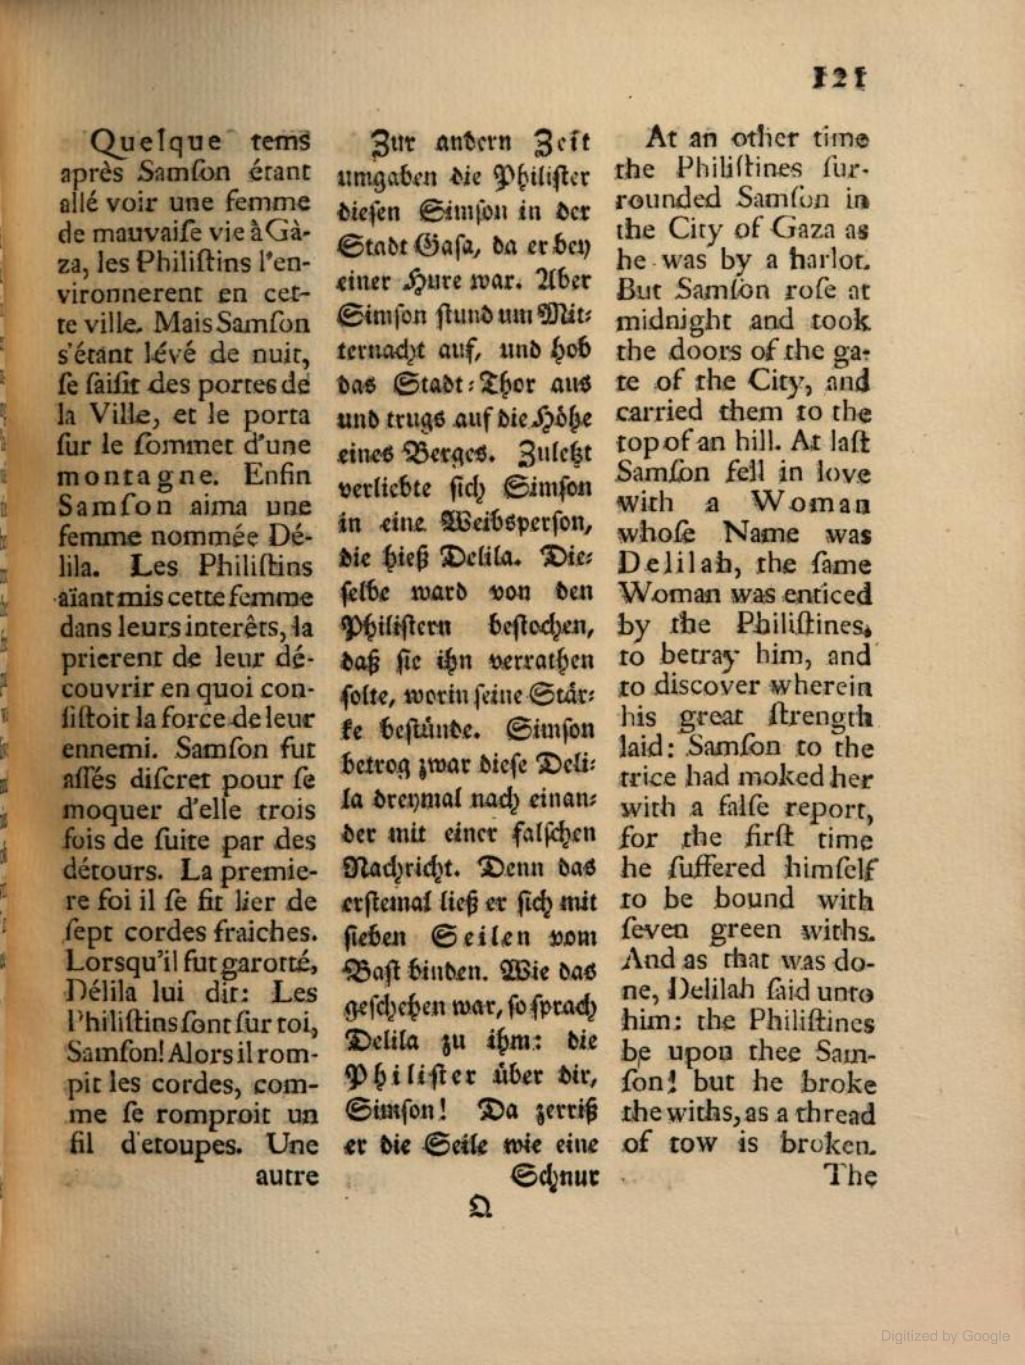 121
Quelque tems
après Samſon étant
allé voir une femme
de mauvaiſe vie à Gà-
za, les Philiſtins l'en-
vironnerent en cet-
te ville. Mais Samſon
s'étant lévé de nuit,
ſe ſaiſit des portes de
la Ville, et le porta
ſur le ſommet d'une
montagne. Enfin
Samſon aima une
femme nommée Dé-
lila. Les Philiſtins
aïant mis cette femme
dans leurs interêts, la
prierent de leur dé-
couvrir en quoi con-
ſiſtoit la force de leur
ennemi. Samſon fut
aſſés diſcret pour ſe
moquer d'elle trois
fois de ſuite par des
détours. La premie-
re foi il ſe fit lier de
ſept cordes fraiches.
Lorsqu'il fut garotté,
Délila lui dit: Les
Philiſtins ſont ſur toi,
Samſon! Alors il rom-
pit les cordes, com-
me ſe romproit un
fil d'etoupes. Une
autre
Zur andern Zeit
umgaben die Philiſter
dieſen Simſon in der
Stadt Gaſa, da er bey
einer Hure war. Aber
Simſon ſtund um Mit⸗
ternacht auf, und hob
das Stadt⸗Thor aus
und trugs auf die Höhe
eines Berges. Zuletzt
verliebte ſich Simſon
in eine Weibsperſon,
die hieß Delila. Die⸗
ſelbe ward von den
Philiſtern beſtochen,
daß ſie ihn verrathen
ſolte, worin ſeine Stär⸗
ke beſtünde. Simſon
betrog zwar dieſe Deli⸗
la dreymal nach einan⸗
der mit einer falſchen
Nachricht. Denn das
erſtemal ließ er ſich mit
ſieben Seilen vom
Baſt binden. Wie das
geſchehen war, ſo ſprach
Delila zu ihm: die
Philiſter über dir,
Simſon! Da zerriß
er die Seile wie eine
Schnur
Q
At an other time
the Philiſtines ſur-
rounded Samſon in
the City of Gaza as
he was by a harlot.
But Samſon roſe at
midnight and took
the doors of the ga-
te of the City, and
carried them to the
top of an hill. At laſt
Samſon fell in love
with a Woman
whoſe Name was
Delilah, the ſame
Woman was enticed
by the Philiſtines,
to betray him, and
to discover wherein
his great ſtrength
laid: Samſon to the
trice had moked her
with a falſe report,
for the firſt time
he ſuffered himſelf
to be bound with
ſeven green withs.
And as that was do-
ne, Delilah ſaid unto
him: the Philiſtines
be upon thee Sam-
ſon! but he broke
the withs, as a thread
of tow is broken.
The
Digitized by Google